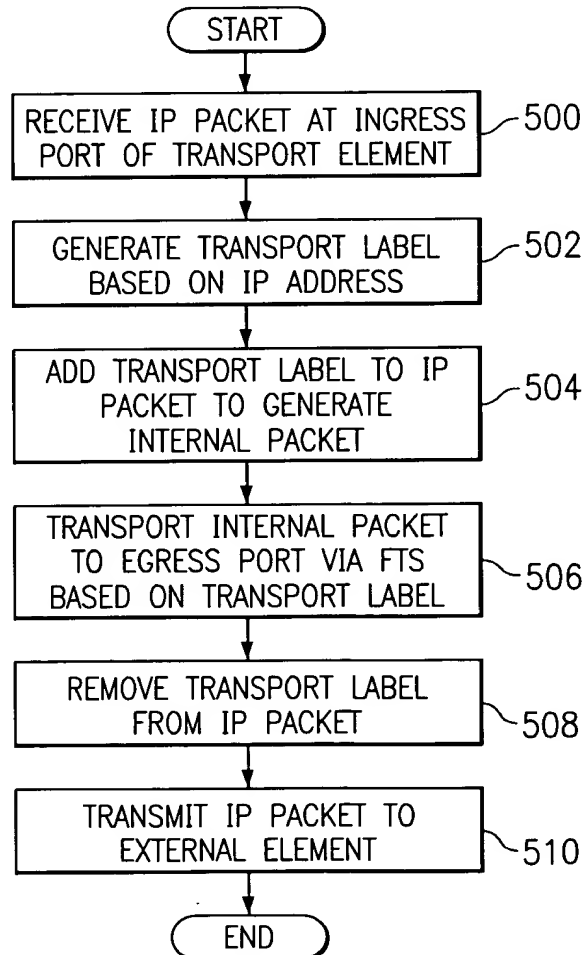 START
RECEIVE IP PACKET AT INGRESS
PORT OF TRANSPORT ELEMENT
500
GENERATE TRANSPORT LABEL
BASED ON IP ADDRESS
502
ADD TRANSPORT LABEL TO IP
PACKET TO GENERATE
INTERNAL PACKET
504
TRANSPORT INTERNAL PACKET
TO EGRESS PORT VIA FTS
BASED ON TRANSPORT LABEL
506
REMOVE TRANSPORT LABEL
FROM IP PACKET
508
TRANSMIT IP PACKET TO
EXTERNAL ELEMENT
510
END